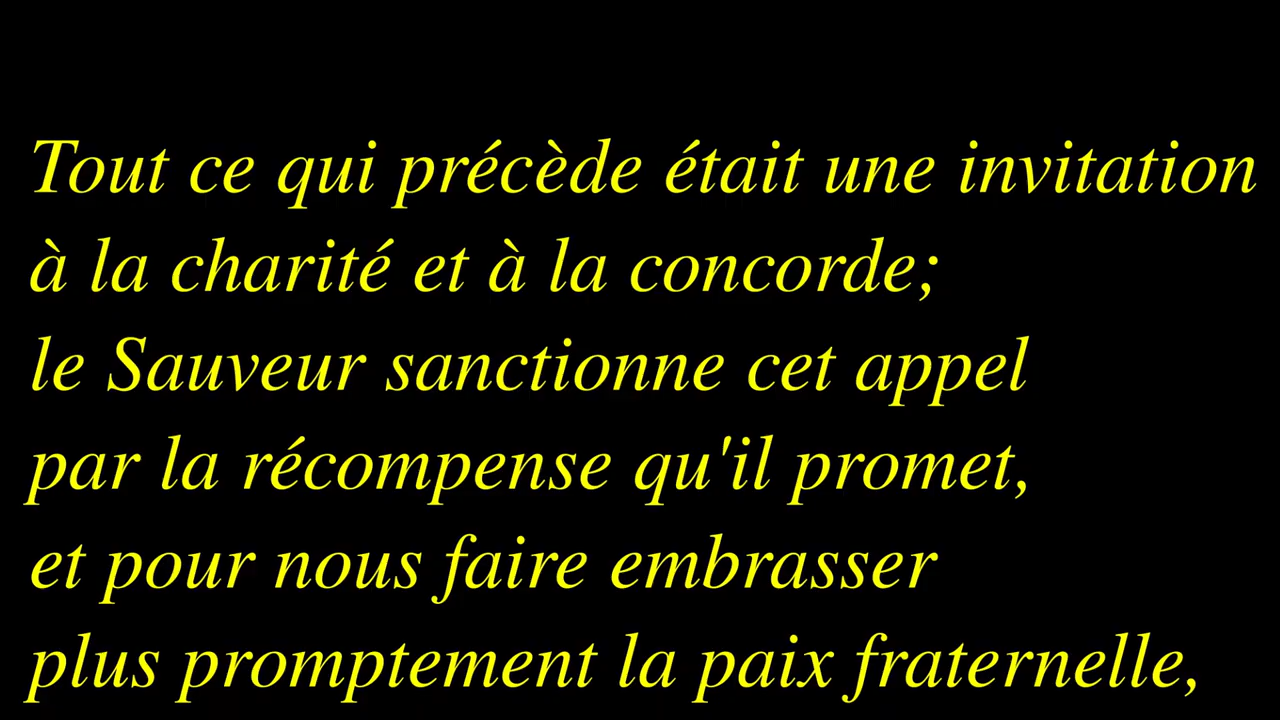 Tout ce qui précède était une invitation
à la charité et à la concorde;
le Sauveur sanctionne cet appel
par la récompense qu'il promet,
et pour nous faire embrasser
plus promptement la paix fraternelle,